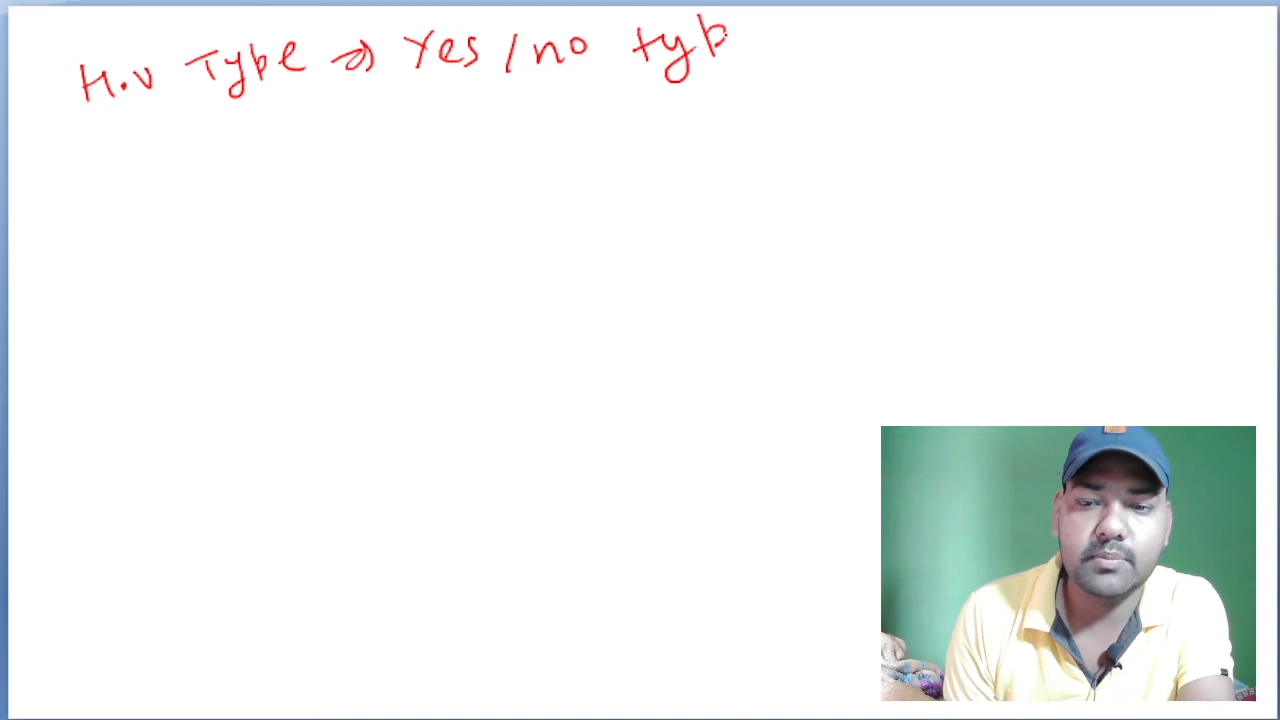 H.v Type ⇒ Yes / no typ